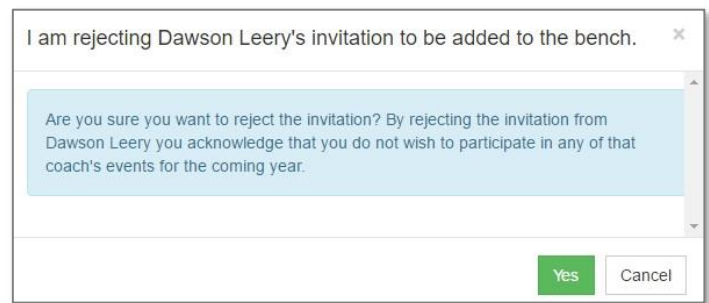 I am rejecting Dawson Leery's invitation to be added to the bench. ×
Are you sure you want to reject the invitation? By rejecting the invitation from
Dawson Leery you acknowledge that you do not wish to participate in any of that
coach's events for the coming year.
Yes Cancel